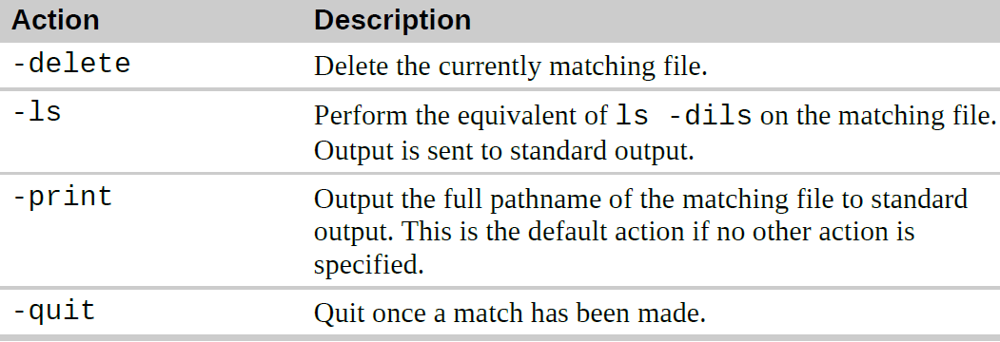 Action Description
-delete Delete the currently matching file.
-ls Perform the equivalent of ls -dils on the matching file.
Output is sent to standard output.
-print Output the full pathname of the matching file to standard
output. This is the default action if no other action is
specified.
-quit Quit once a match has been made.